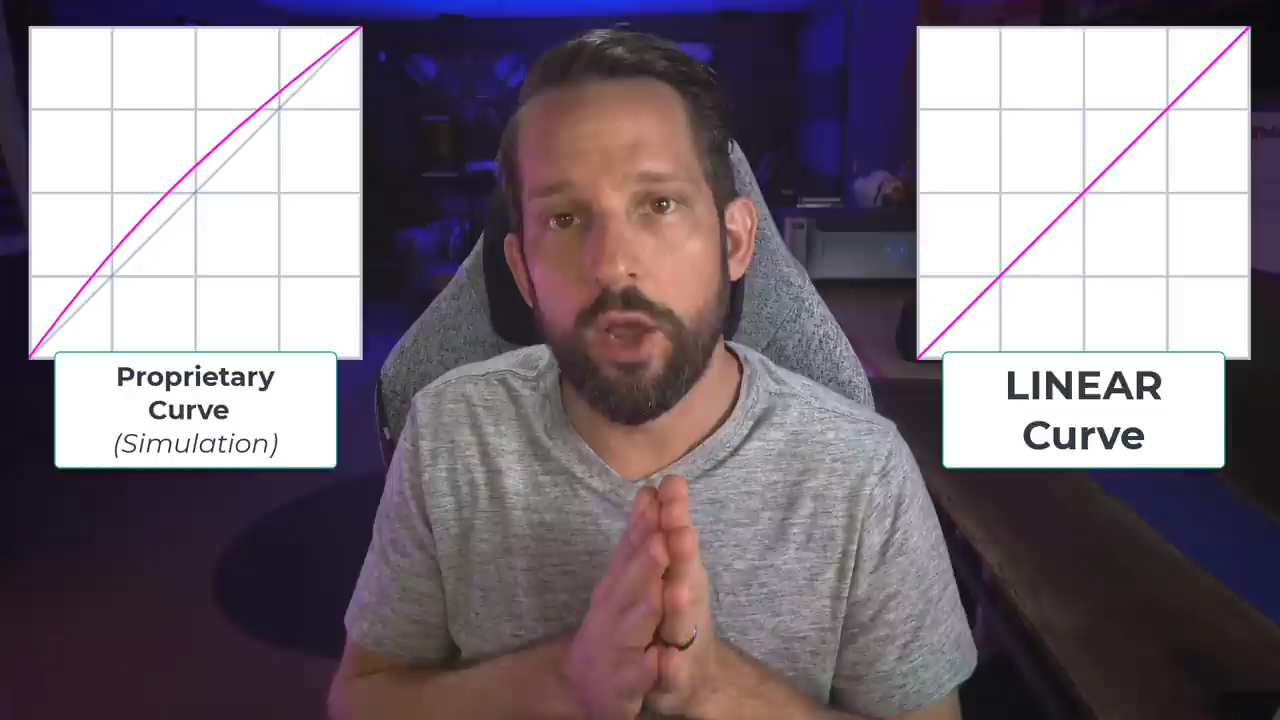 Proprietary
Curve
(Simulation)
LINEAR
Curve